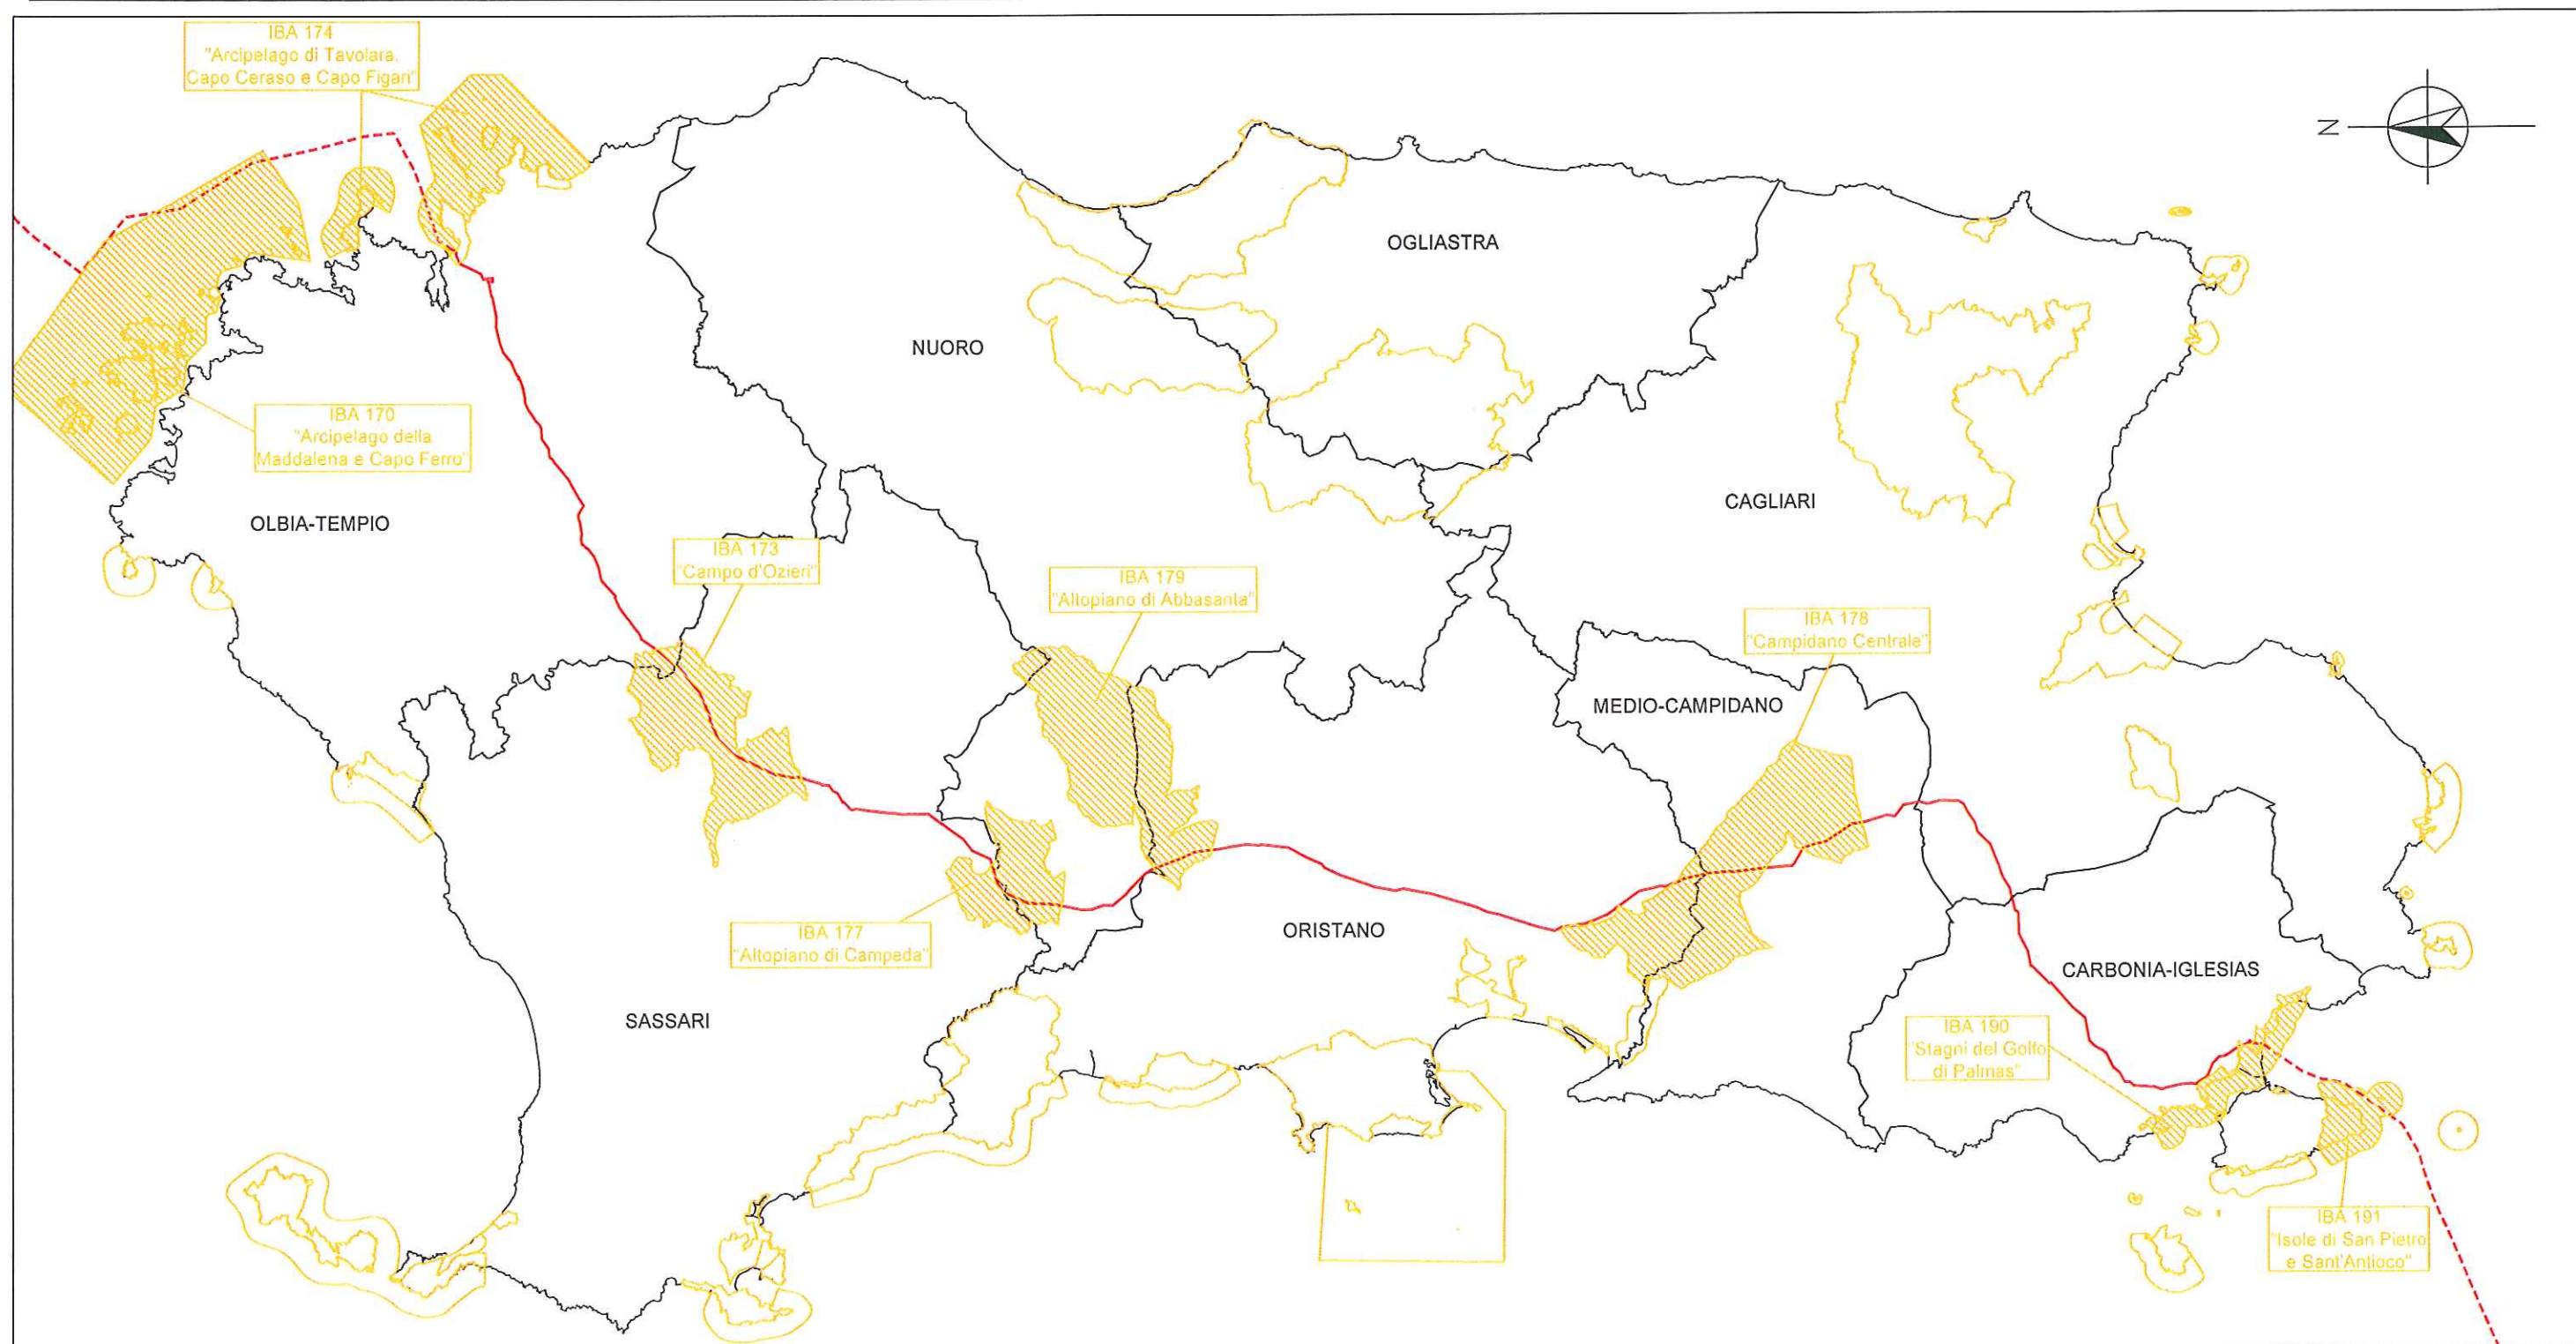 IBA 174
"Arcipelago di Tavolara.
Capo Ceraso e Capo Figari"
N
OGLIASTRA
NUORO
IBA 170
"Arcipelago della
Maddalena e Capo Ferro"
CAGLIARI
OLBIA-TEMPIO
IBA 173
"Campo d'Ozieri"
IBA 179
"Altopiano di Abbasanta"
IBA 178
"Campidano Centrale"
MEDIO-CAMPIDANO
IBA 177
"Altopiano di Campeda"
ORISTANO
CARBONIA-IGLESIAS
SASSARI
IBA 190
"Stagni del Golfo
di Palmas"
IBA 191
"Isole di San Pietro
e Sant'Antioco"